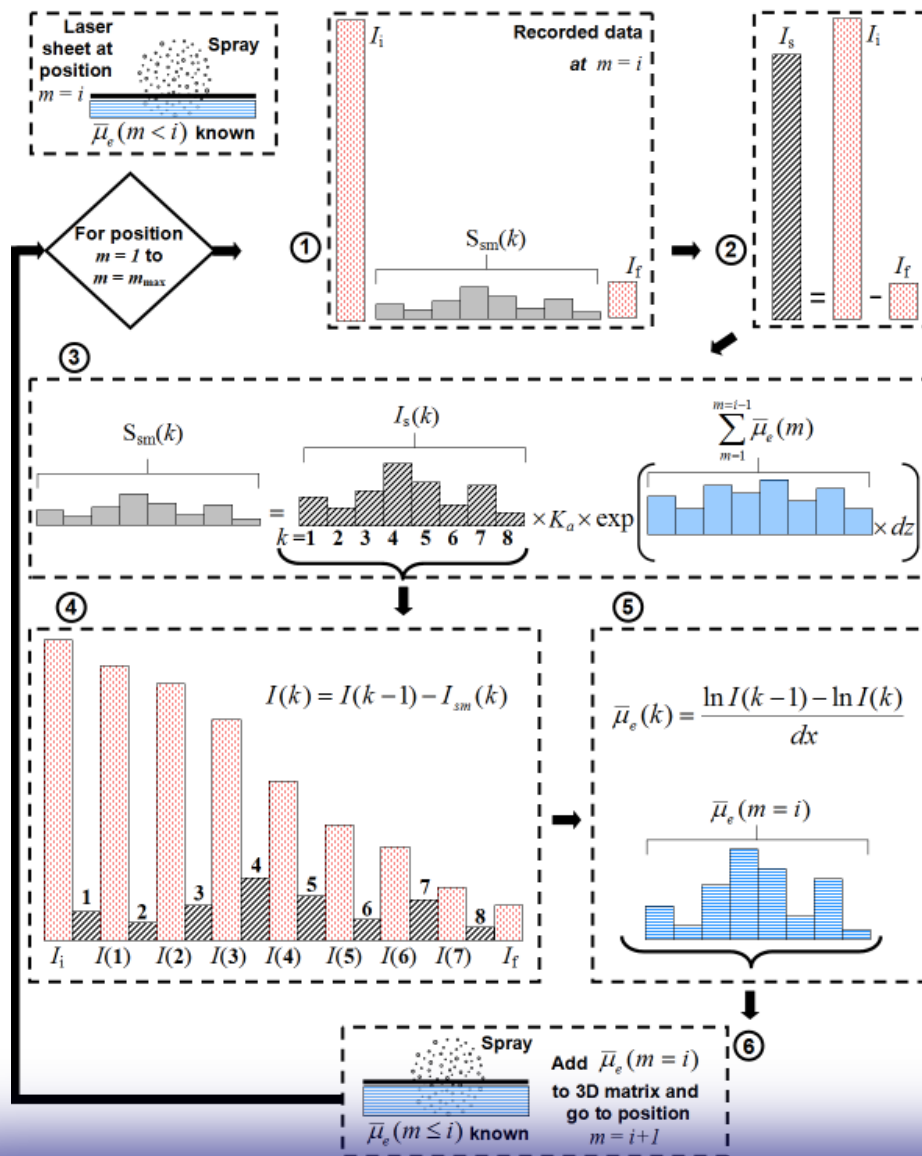 Laser
sheet at
position
m = i
Spray
μ̅e(m < i) known
For position
m = 1 to
m = mmax
①
Ii
Recorded data
at m = i
Ssm(k)
If
②
Is
Ii
If
= −
③
Ssm(k)
Is(k)
m=i−1
∑ μ̅e(m)
m−1
= × Ka × exp ( × dz )
k =1 2 3 4 5 6 7 8
④
I(k) = I(k−1) − Ism(k)
1 2 3 4 5 6 7 8
Ii I(1) I(2) I(3) I(4) I(5) I(6) I(7) If
⑤
μ̅e(k) = (ln I(k−1) − ln I(k)) / dx
μ̅e(m = i)
⑥
Spray
μ̅e(m ≤ i) known
Add μ̅e(m = i)
to 3D matrix and
go to position
m = i+1